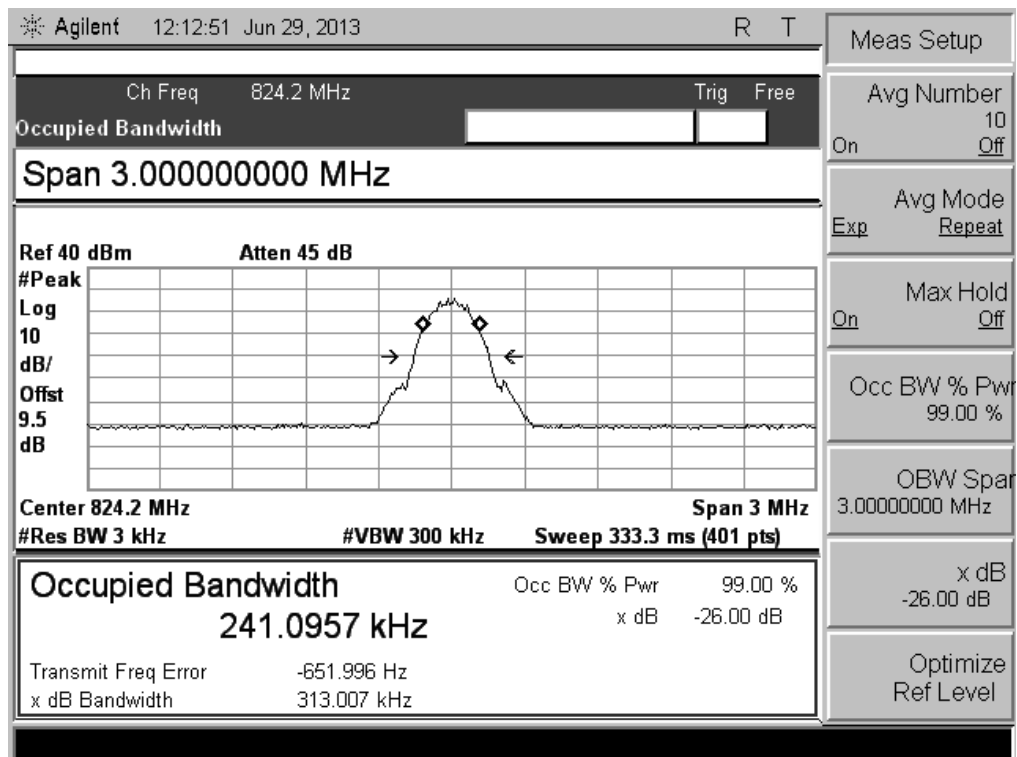 Agilent 12:12:51 Jun 29, 2013 R T
Ch Freq 824.2 MHz Trig Free
Occupied Bandwidth
Span 3.000000000 MHz
Ref 40 dBm Atten 45 dB
#Peak
Log
10
dB/
Offst
9.5
dB
Center 824.2 MHz Span 3 MHz
#Res BW 3 kHz #VBW 300 kHz Sweep 333.3 ms (401 pts)
Occupied Bandwidth Occ BW % Pwr 99.00 %
241.0957 kHz x dB -26.00 dB
Transmit Freq Error -651.996 Hz
x dB Bandwidth 313.007 kHz
Meas Setup
Avg Number
10
On Off
Avg Mode
Exp Repeat
Max Hold
On Off
Occ BW % Pwr
99.00 %
OBW Span
3.00000000 MHz
x dB
-26.00 dB
Optimize
Ref Level